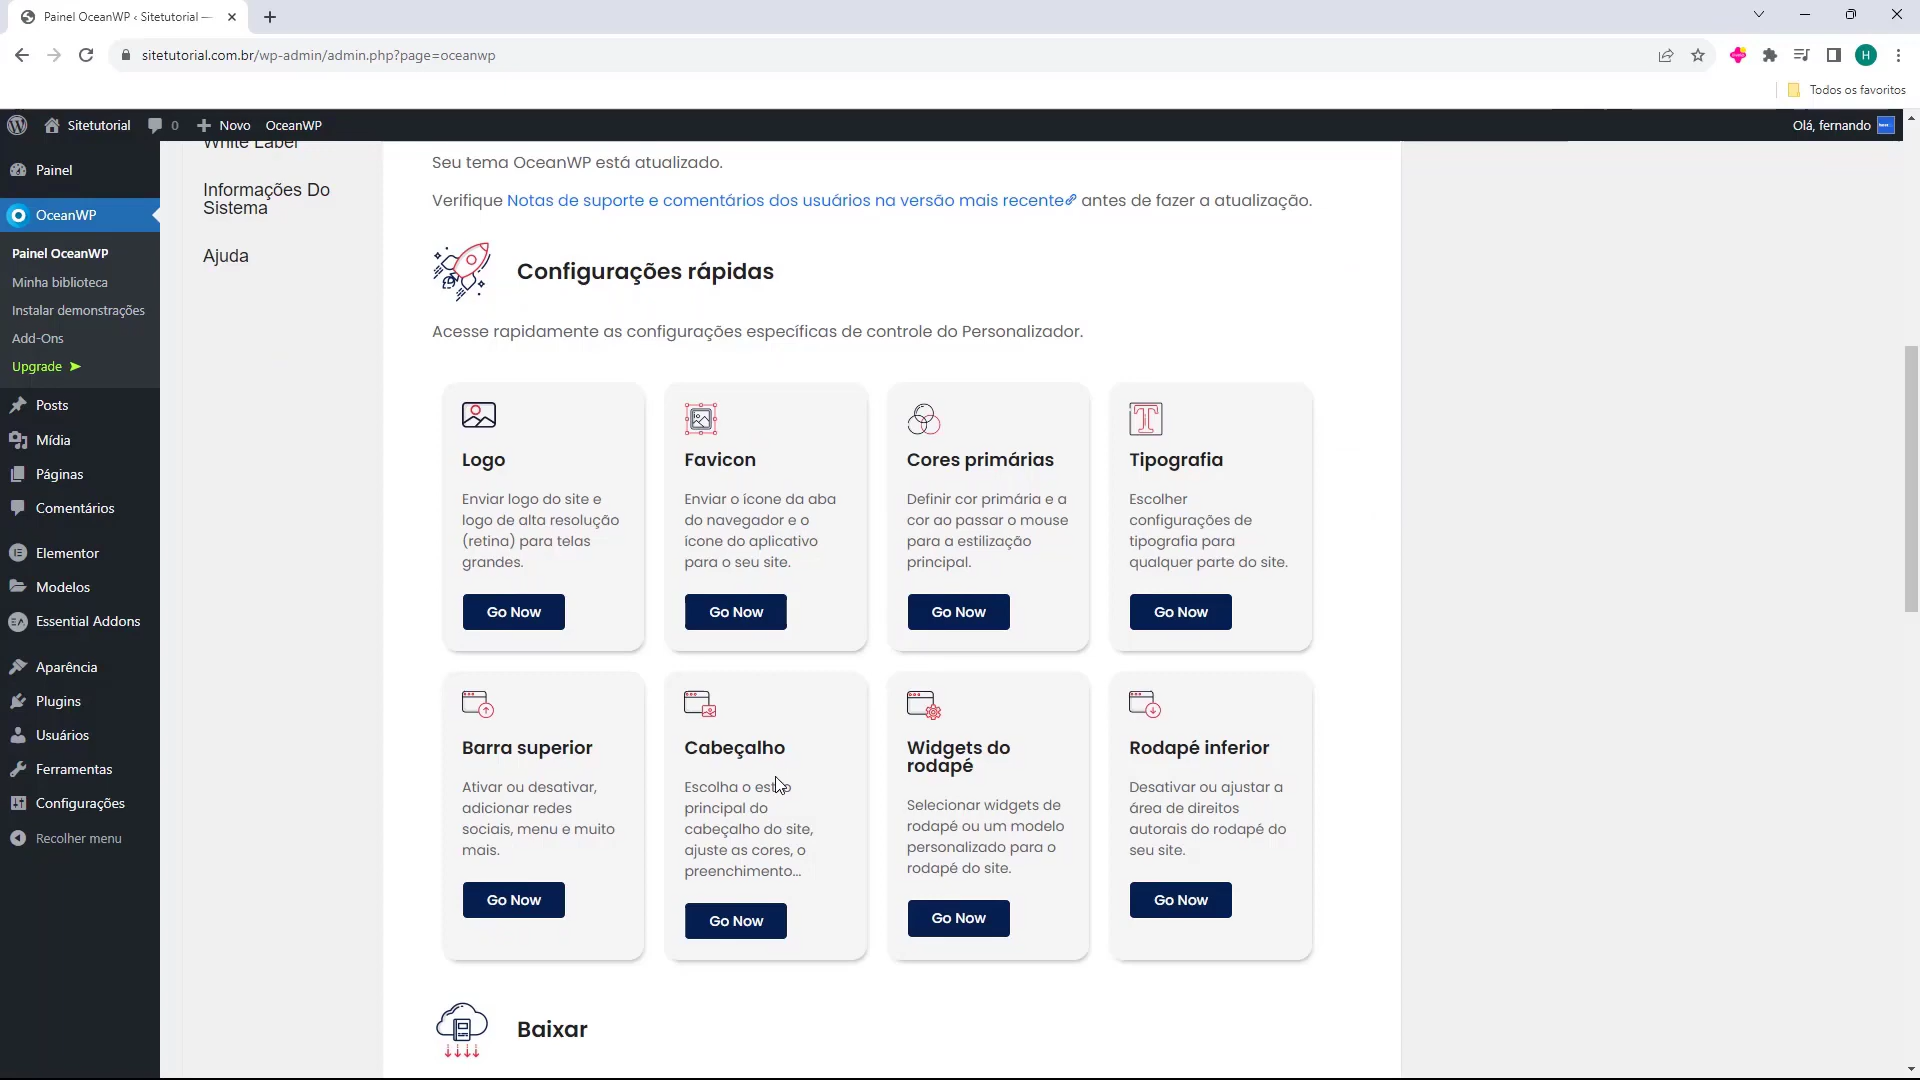 Painel OceanWP ‹ Sitetutorial —
sitetutorial.com.br/wp-admin/admin.php?page=oceanwp
H
Todos os favoritos
Sitetutorial
0
Novo
OceanWP
Olá, fernando
Painel
OceanWP
Painel OceanWP
Minha biblioteca
Instalar demonstrações
Add-Ons
Upgrade ➤
Posts
Mídia
Páginas
Comentários
Elementor
Modelos
Essential Addons
Aparência
Plugins
Usuários
Ferramentas
Configurações
Recolher menu
White Label
Informações Do
Sistema
Ajuda
Seu tema OceanWP está atualizado.
Verifique Notas de suporte e comentários dos usuários na versão mais recente antes de fazer a atualização.
Configurações rápidas
Acesse rapidamente as configurações específicas de controle do Personalizador.
Logo
Enviar logo do site e
logo de alta resolução
(retina) para telas
grandes.
Go Now
Favicon
Enviar o ícone da aba
do navegador e o
ícone do aplicativo
para o seu site.
Go Now
Cores primárias
Definir cor primária e a
cor ao passar o mouse
para a estilização
principal.
Go Now
Tipografia
Escolher
configurações de
tipografia para
qualquer parte do site.
Go Now
Barra superior
Ativar ou desativar,
adicionar redes
sociais, menu e muito
mais.
Go Now
Cabeçalho
Escolha o estilo
principal do
cabeçalho do site,
ajuste as cores, o
preenchimento...
Go Now
Widgets do
rodapé
Selecionar widgets de
rodapé ou um modelo
personalizado para o
rodapé do site.
Go Now
Rodapé inferior
Desativar ou ajustar a
área de direitos
autorais do rodapé do
seu site.
Go Now
Baixar